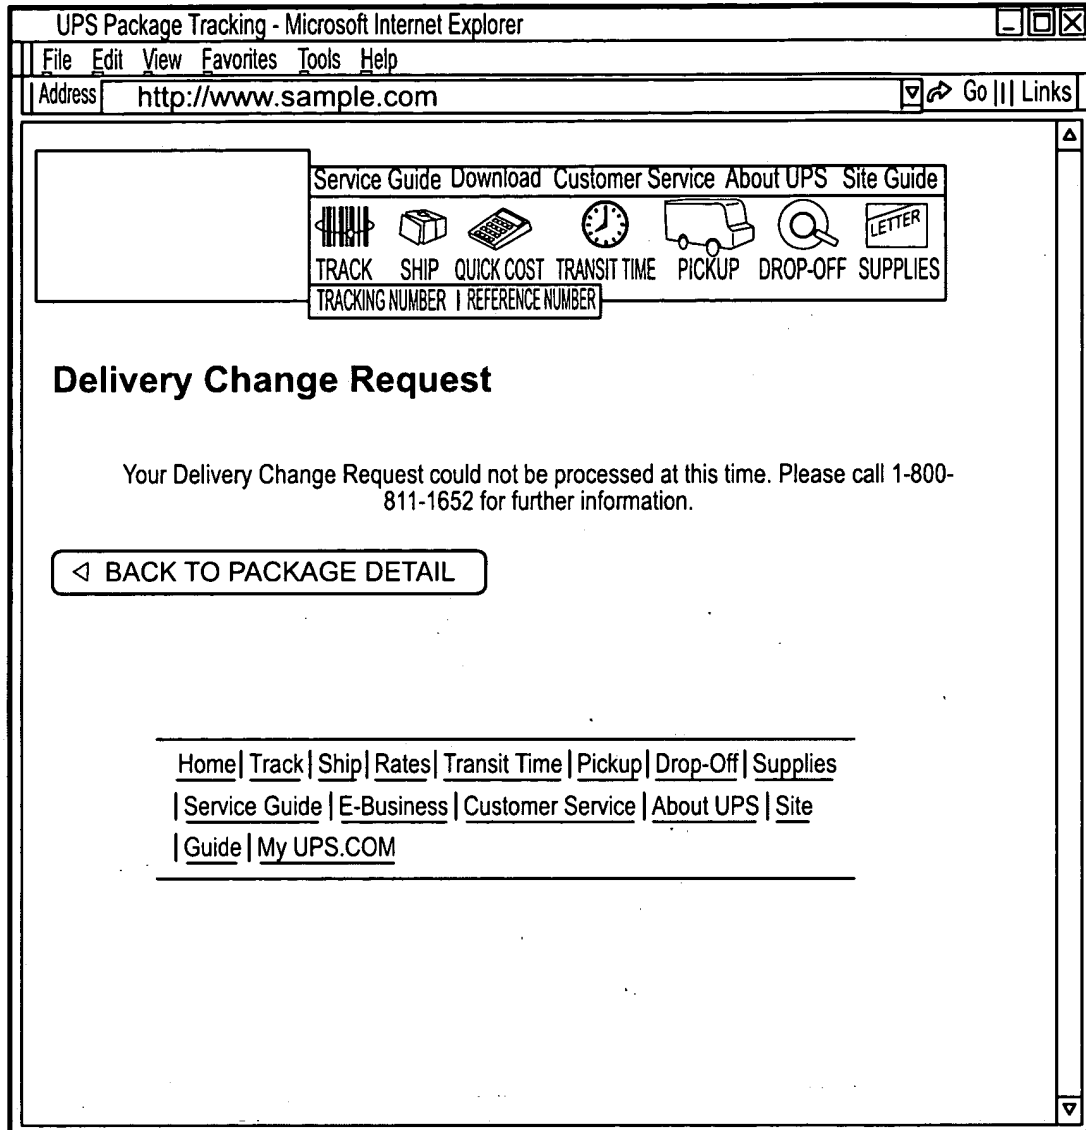 UPS Package Tracking - Microsoft Internet Explorer
File Edit View Favorites Tools Help
Address http://www.sample.com Go Links
Service Guide Download Customer Service About UPS Site Guide
LETTER
TRACK SHIP QUICK COST TRANSIT TIME PICKUP DROP-OFF SUPPLIES
TRACKING NUMBER | REFERENCE NUMBER
Delivery Change Request
Your Delivery Change Request could not be processed at this time. Please call 1-800-
811-1652 for further information.
BACK TO PACKAGE DETAIL
Home| Track| Ship| Rates| Transit Time | Pickup| Drop-Off | Supplies
| Service Guide | E-Business | Customer Service | About UPS | Site
| Guide | My UPS.COM